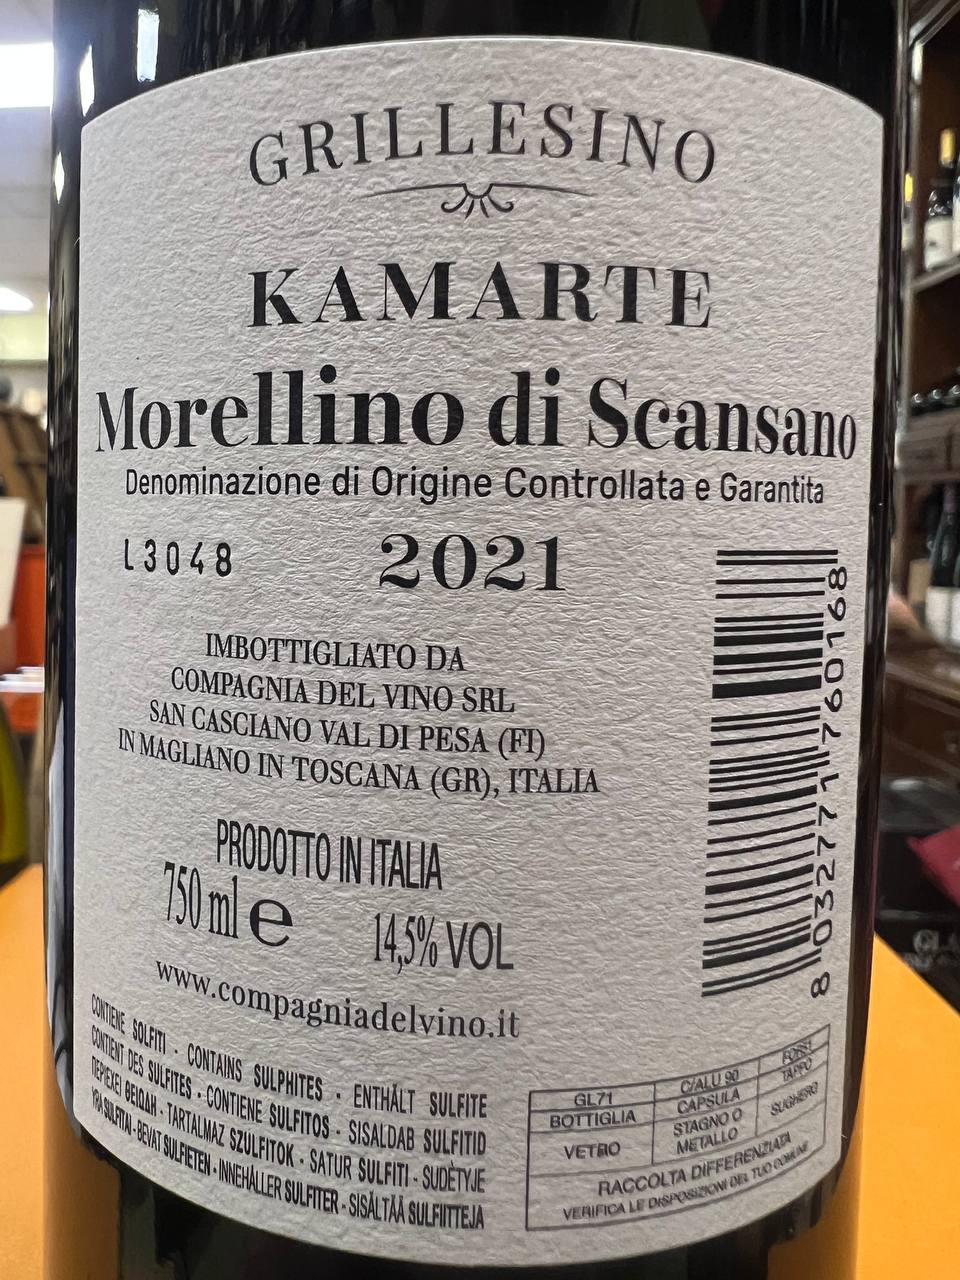 GRILLESINO
KAMARTE
Morellino di Scansano
Denominazione di Origine Controllata e Garantita
L3048
2021
IMBOTTIGLIATO DA
COMPAGNIA DEL VINO SRL
SAN CASCIANO VAL DI PESA (FI)
IN MAGLIANO IN TOSCANA (GR), ITALIA
PRODOTTO IN ITALIA
750 ml e
14,5% VOL
www.compagniadelvino.it
8 032771 760168
CONTIENE SOLFITI - CONTAINS SULPHITES - ENTHÄLT SULFITE
CONTIENT DES SULFITES - CONTIENE SULFITOS - SISALDAB SULFITID
ΠΕΡΙΕΧΕΙ ΘΕΙΩΔΗ - TARTALMAZ SZULFITOK - SATUR SULFITI - SUDĖTYJE
YRA SULFITAI - BEVAT SULFIETEN - INNEHÅLLER SULFITER - SISÄLTÄÄ SULFIITTEJA
GL71
BOTTIGLIA
VETRO
C/ALU 90
CAPSULA
STAGNO O
METALLO
TAPPO
SUGHERO
RACCOLTA DIFFERENZIATA
VERIFICA LE DISPOSIZIONI DEL TUO COMUNE